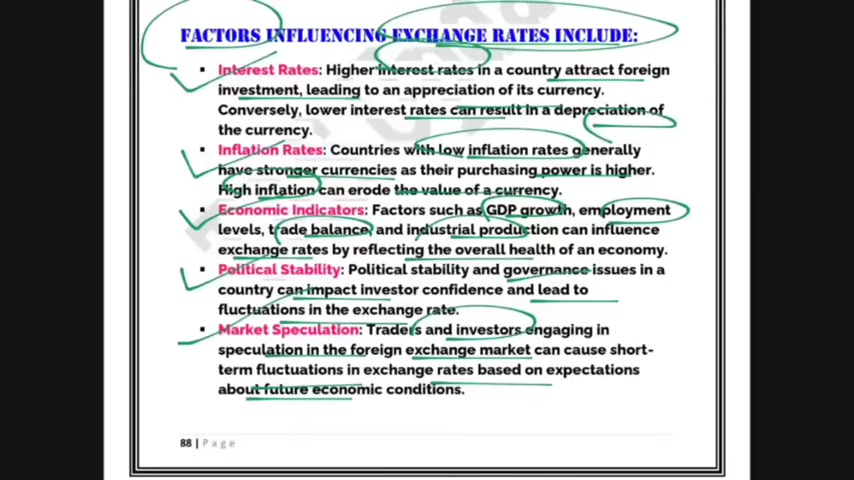 FACTORS INFLUENCING EXCHANGE RATES INCLUDE:
▪ Interest Rates: Higher interest rates in a country attract foreign
investment, leading to an appreciation of its currency.
Conversely, lower interest rates can result in a depreciation of
the currency.
▪ Inflation Rates: Countries with low inflation rates generally
have stronger currencies as their purchasing power is higher.
High inflation can erode the value of a currency.
▪ Economic Indicators: Factors such as GDP growth, employment
levels, trade balance, and industrial production can influence
exchange rates by reflecting the overall health of an economy.
▪ Political Stability: Political stability and governance issues in a
country can impact investor confidence and lead to
fluctuations in the exchange rate.
▪ Market Speculation: Traders and investors engaging in
speculation in the foreign exchange market can cause short-
term fluctuations in exchange rates based on expectations
about future economic conditions.
88 | Page